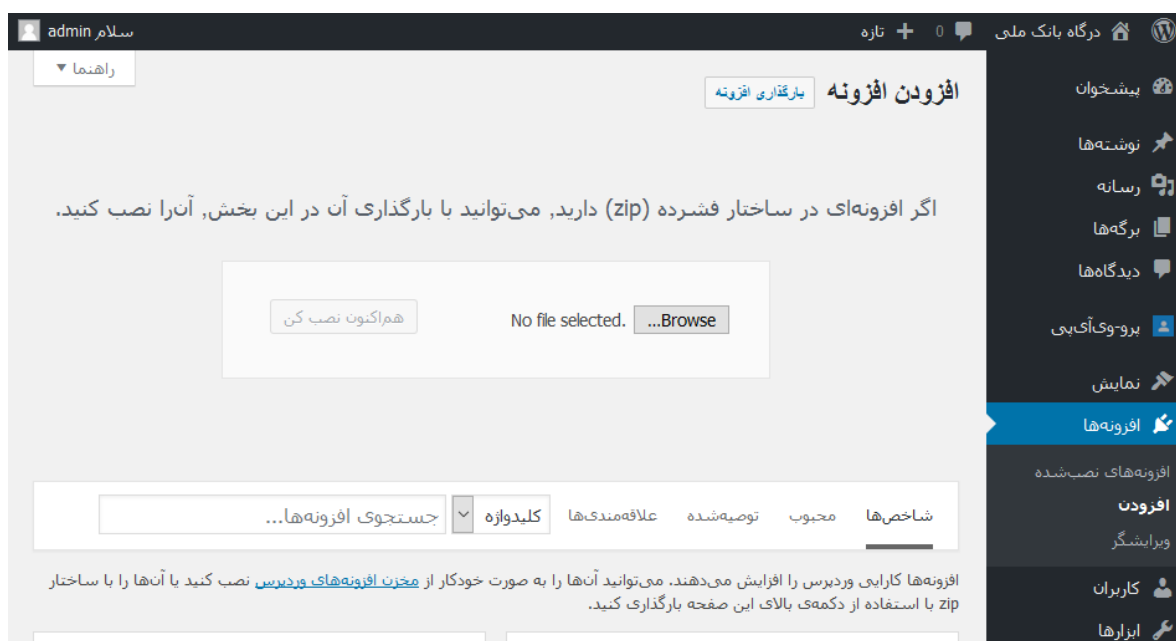 درگاه بانک ملی 0 تازه سلام admin
راهنما
افزودن افزونه بارگذاری افزونه
اگر افزونه‌ای در ساختار فشرده (zip) دارید, می‌توانید با بارگذاری آن در این بخش, آن‌را نصب کنید.
Browse... No file selected. هم‌اکنون نصب کن
شاخص‌ها محبوب توصیه‌شده علاقه‌مندی‌ها کلیدواژه جستجوی افزونه‌ها...
افزونه‌ها کارایی وردپرس را افزایش می‌دهند. می‌توانید آن‌ها را به صورت خودکار از مخزن افزونه‌های وردپرس نصب کنید یا آن‌ها را با ساختار
zip با استفاده از دکمه‌ی بالای این صفحه بارگذاری کنید.
پیشخوان
نوشته‌ها
رسانه
برگه‌ها
دیدگاه‌ها
پرو-وی‌آی‌پی
نمایش
افزونه‌ها
افزونه‌های نصب‌شده
افزودن
ویرایشگر
کاربران
ابزارها